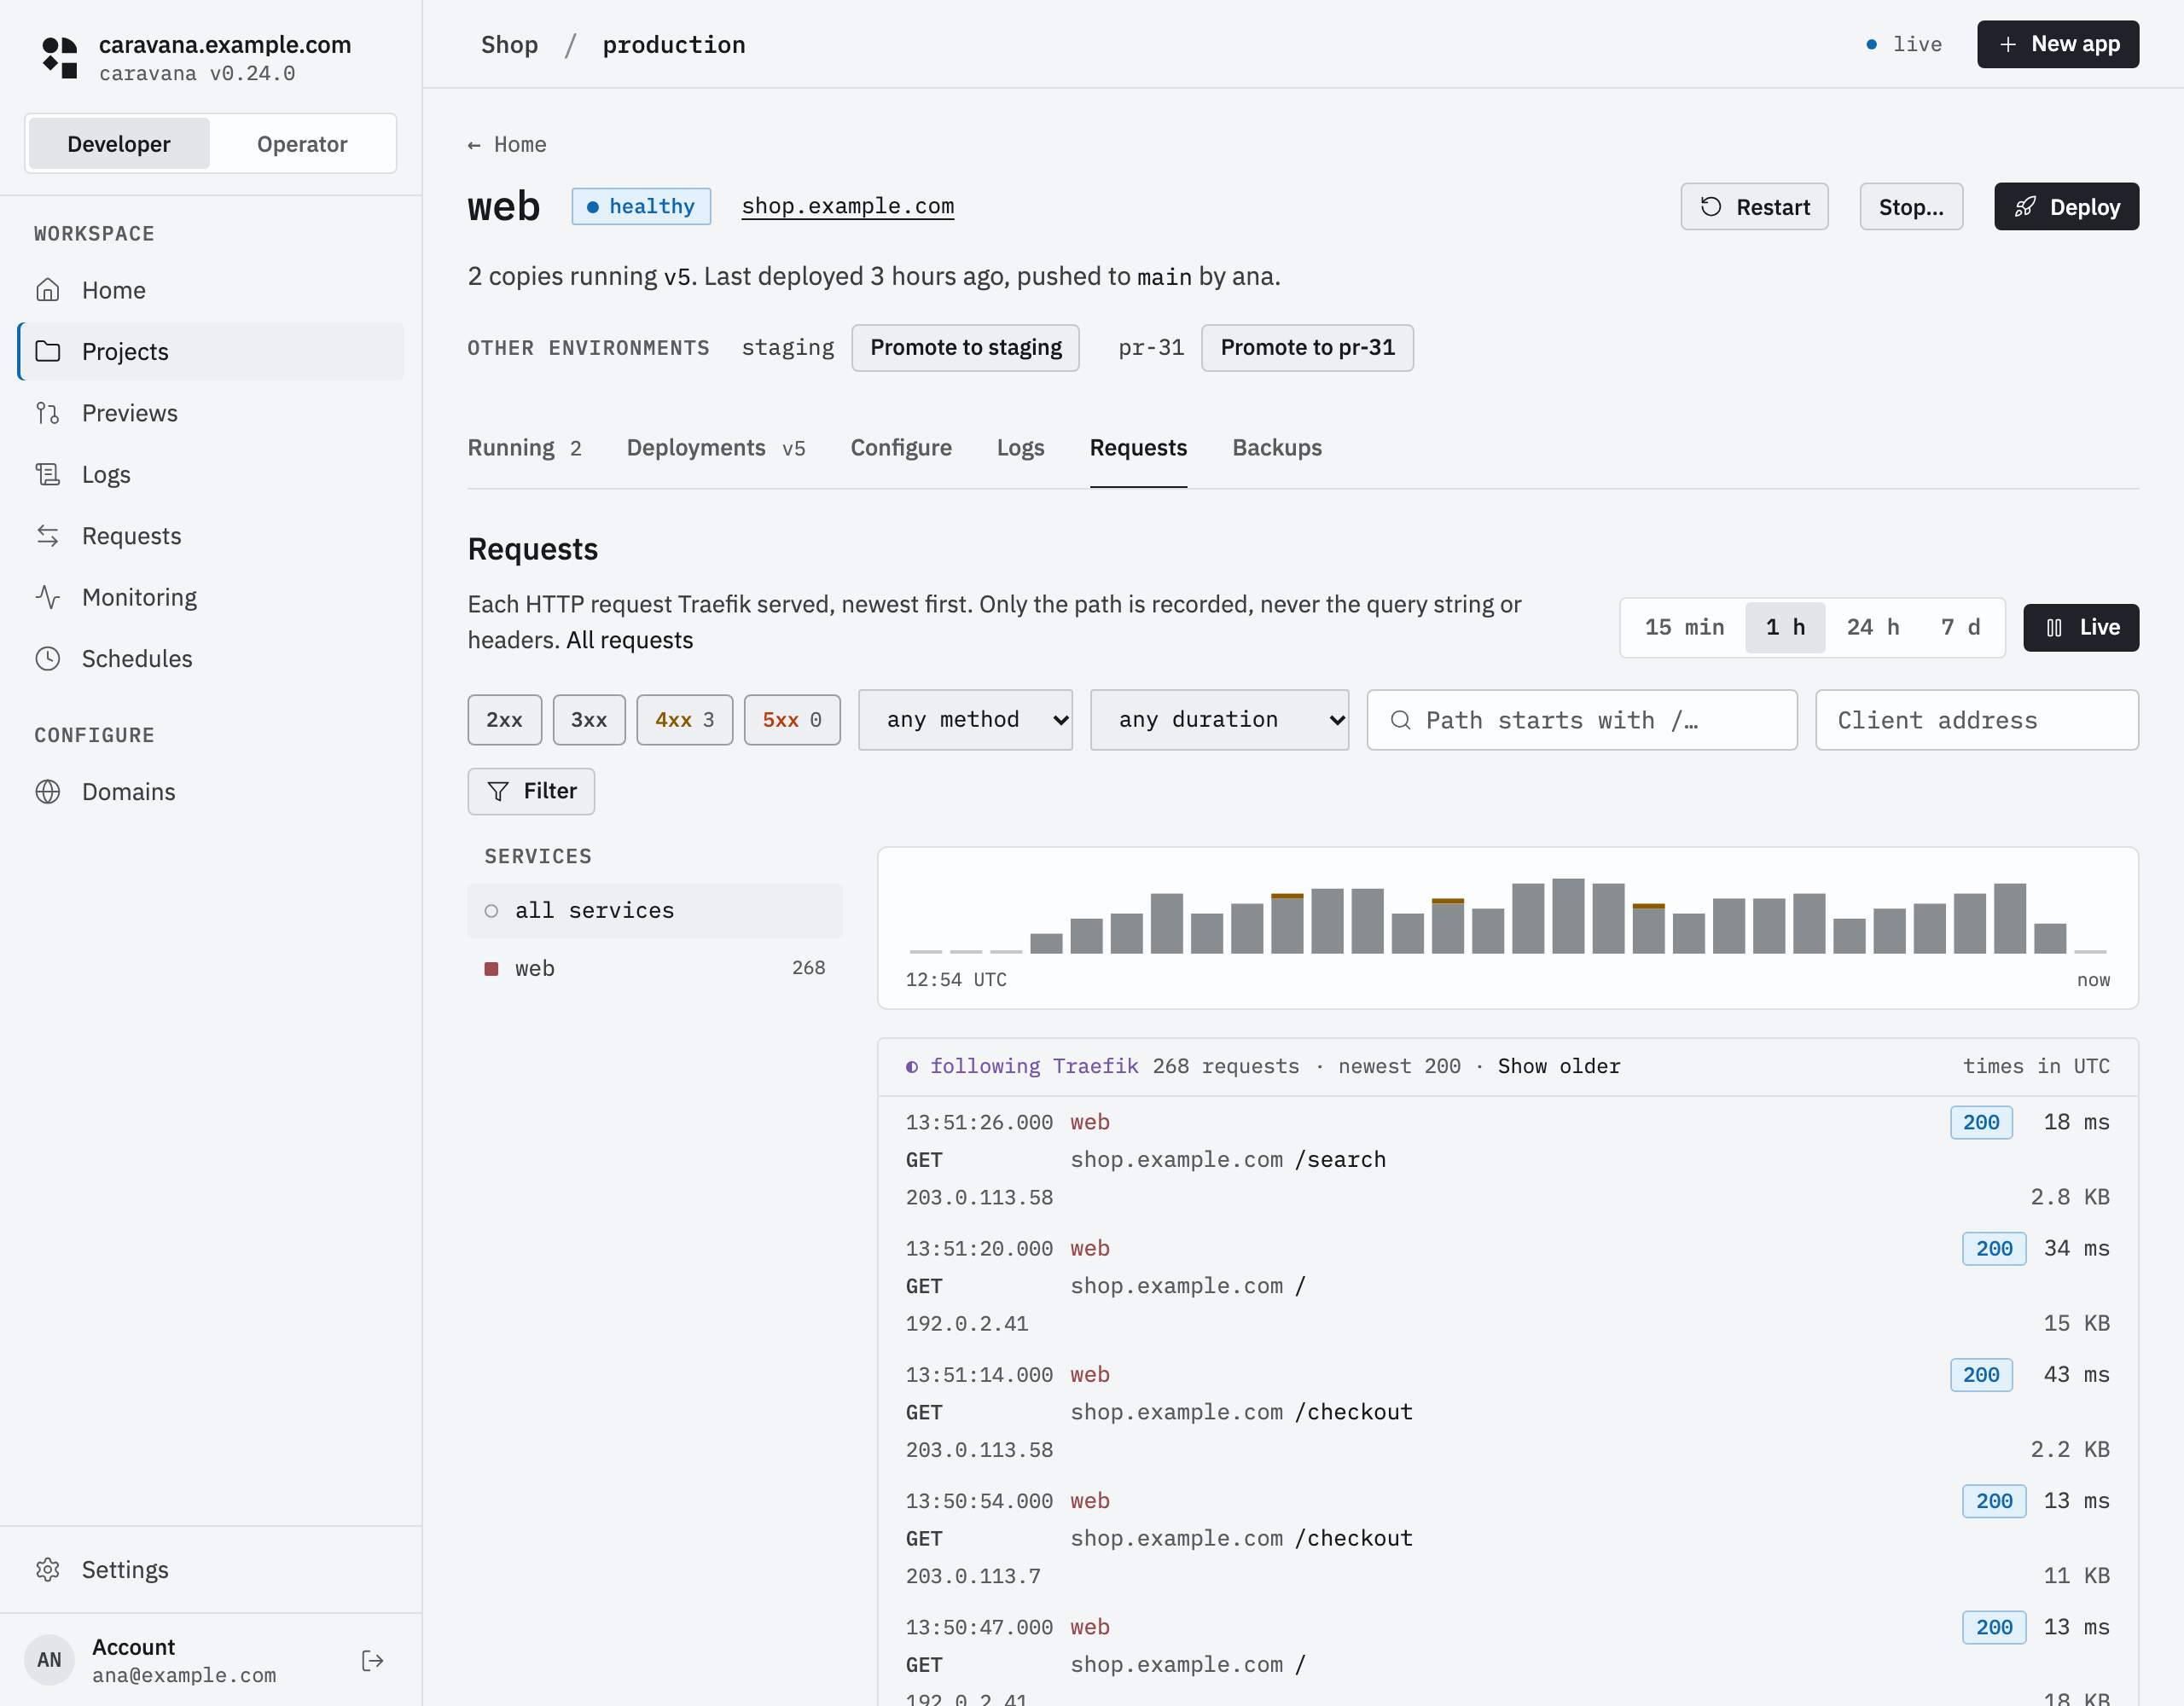 caravana.example.com
caravana v0.24.0
Developer
Operator
WORKSPACE
Home
Projects
Previews
Logs
Requests
Monitoring
Schedules
CONFIGURE
Domains
Settings
AN
Account
ana@example.com
Shop / production
live
+ New app
← Home
web
healthy
shop.example.com
Restart
Stop...
Deploy
2 copies running v5. Last deployed 3 hours ago, pushed to main by ana.
OTHER ENVIRONMENTS staging Promote to staging pr-31 Promote to pr-31
Running 2 Deployments v5 Configure Logs Requests Backups
Requests
Each HTTP request Traefik served, newest first. Only the path is recorded, never the query string or
headers. All requests
15 min 1 h 24 h 7 d
Live
2xx 3xx 4xx 3 5xx 0 any method any duration Path starts with /… Client address
Filter
SERVICES
all services
web 268
12:54 UTC now
following Traefik 268 requests · newest 200 · Show older times in UTC
13:51:26.000 web 200 18 ms
GET shop.example.com /search
203.0.113.58 2.8 KB
13:51:20.000 web 200 34 ms
GET shop.example.com /
192.0.2.41 15 KB
13:51:14.000 web 200 43 ms
GET shop.example.com /checkout
203.0.113.58 2.2 KB
13:50:54.000 web 200 13 ms
GET shop.example.com /checkout
203.0.113.7 11 KB
13:50:47.000 web 200 13 ms
GET shop.example.com /
192.0.2.41 18 KB